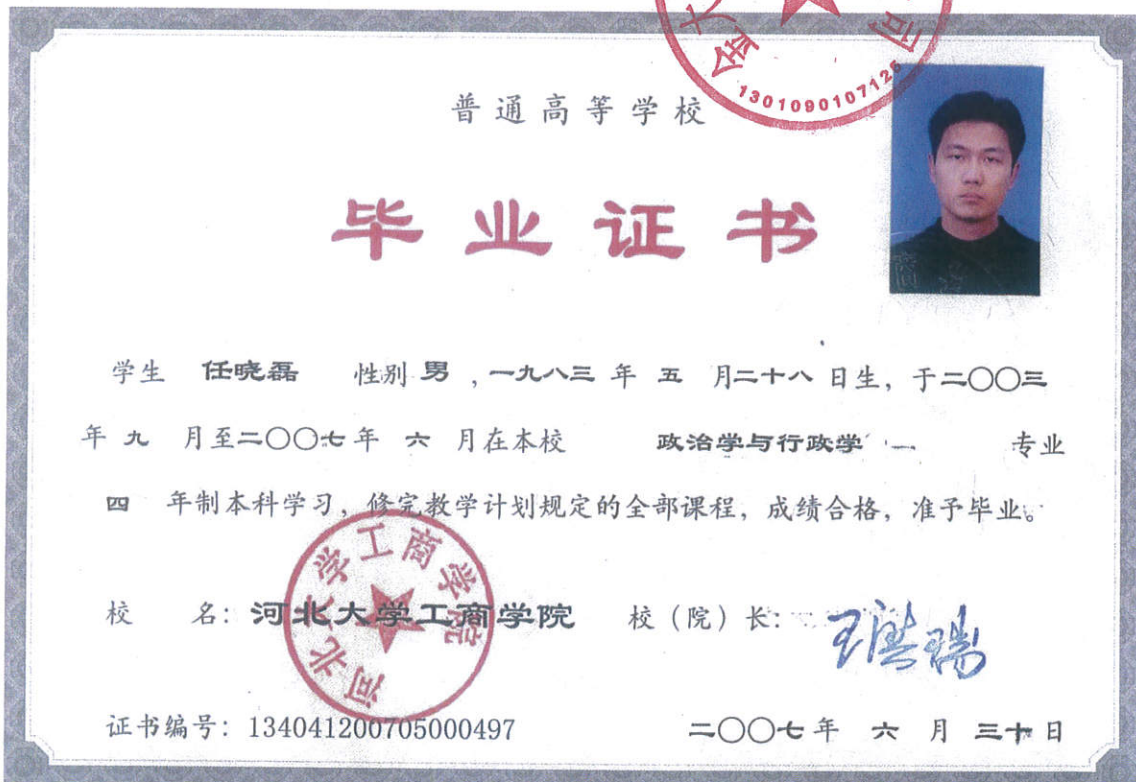 1301090107125
普通高等学校
毕业证书
学生 任晓磊 性别 男 ,一九八三 年 五 月二十八 日生, 于二〇〇三
年 九 月至二〇〇七年 六 月在本校 政治学与行政学 专业
四 年制本科学习, 修完教学计划规定的全部课程, 成绩合格, 准予毕业。
河北大学工商学院
校 名: 河北大学工商学院 校 (院) 长:
证书编号: 134041200705000497 二〇〇七年 六 月 三十日